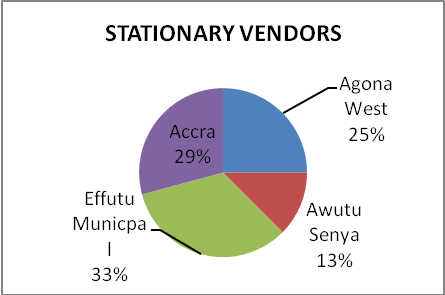 STATIONARY VENDORS
Agona
West
25%
Accra
29%
Effutu
Municpa
l
33%
Awutu
Senya
13%